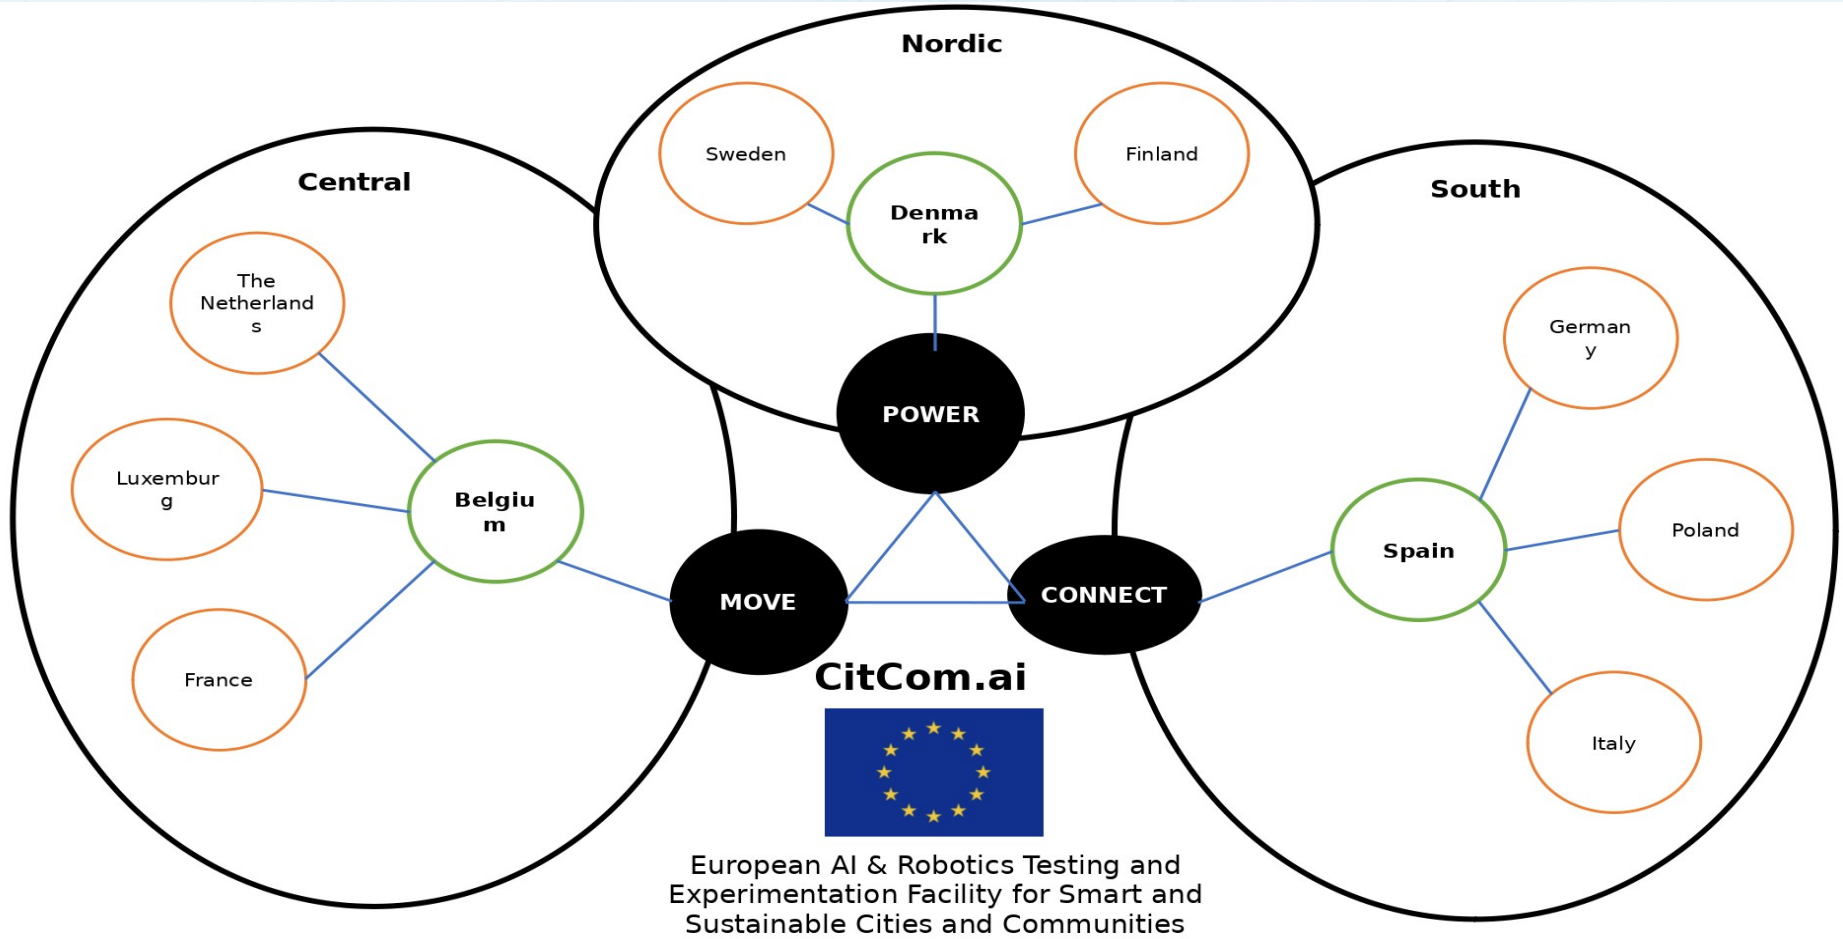 Nordic
Sweden
Finland
Denma
rk
Central
South
The
Netherland
s
German
y
POWER
Luxembur
g
Belgiu
m
Poland
Spain
MOVE
CONNECT
France
Italy
CitCom.ai
European AI & Robotics Testing and
Experimentation Facility for Smart and
Sustainable Cities and Communities